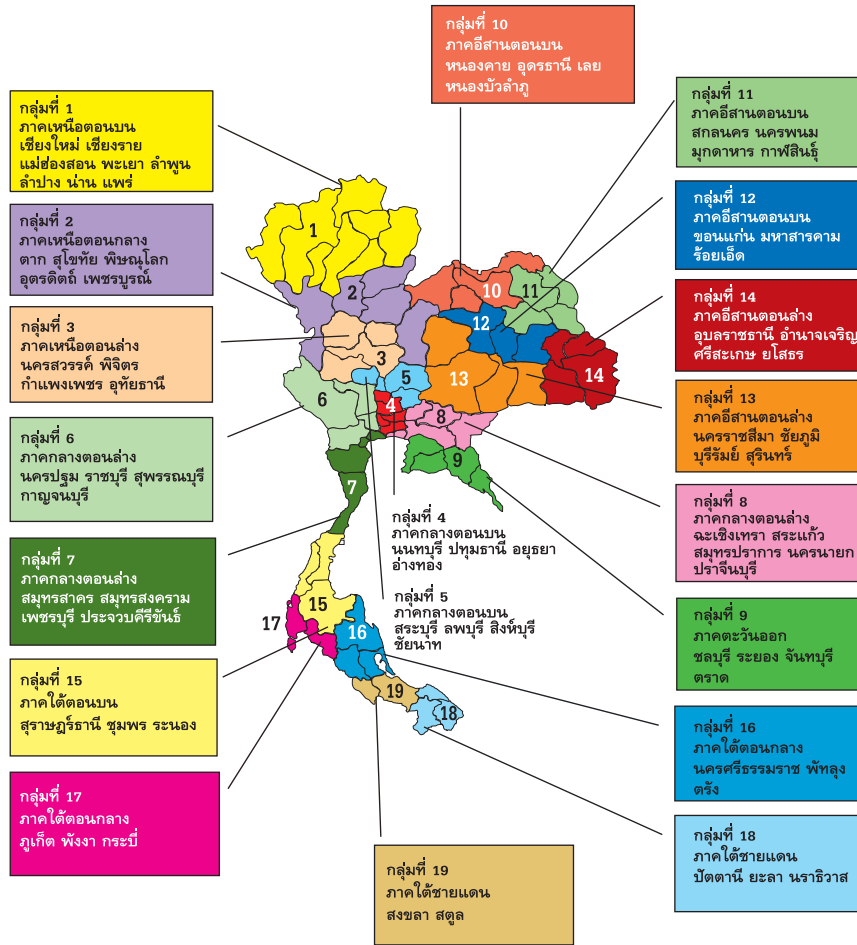 กลุ่มที่ 10
ภาคอีสานตอนบน
หนองคาย อุดรธานี เลย
หนองบัวลำภู
กลุ่มที่ 1
ภาคเหนือตอนบน
เชียงใหม่ เชียงราย
แม่ฮ่องสอน พะเยา ลำพูน
ลำปาง น่าน แพร่
กลุ่มที่ 11
ภาคอีสานตอนบน
สกลนคร นครพนม
มุกดาหาร กาฬสินธุ์
กลุ่มที่ 2
ภาคเหนือตอนกลาง
ตาก สุโขทัย พิษณุโลก
อุตรดิตถ์ เพชรบูรณ์
กลุ่มที่ 12
ภาคอีสานตอนบน
ขอนแก่น มหาสารคาม
ร้อยเอ็ด
กลุ่มที่ 3
ภาคเหนือตอนล่าง
นครสวรรค์ พิจิตร
กำแพงเพชร อุทัยธานี
กลุ่มที่ 14
ภาคอีสานตอนล่าง
อุบลราชธานี อำนาจเจริญ
ศรีสะเกษ ยโสธร
กลุ่มที่ 6
ภาคกลางตอนล่าง
นครปฐม ราชบุรี สุพรรณบุรี
กาญจนบุรี
กลุ่มที่ 13
ภาคอีสานตอนล่าง
นครราชสีมา ชัยภูมิ
บุรีรัมย์ สุรินทร์
กลุ่มที่ 7
ภาคกลางตอนล่าง
สมุทรสาคร สมุทรสงคราม
เพชรบุรี ประจวบคีรีขันธ์
กลุ่มที่ 4
ภาคกลางตอนบน
นนทบุรี ปทุมธานี อยุธยา
อ่างทอง
กลุ่มที่ 8
ภาคกลางตอนล่าง
ฉะเชิงเทรา สระแก้ว
สมุทรปราการ นครนายก
ปราจีนบุรี
กลุ่มที่ 5
ภาคกลางตอนบน
สระบุรี ลพบุรี สิงห์บุรี
ชัยนาท
กลุ่มที่ 9
ภาคตะวันออก
ชลบุรี ระยอง จันทบุรี
ตราด
กลุ่มที่ 15
ภาคใต้ตอนบน
สุราษฎร์ธานี ชุมพร ระนอง
กลุ่มที่ 16
ภาคใต้ตอนกลาง
นครศรีธรรมราช พัทลุง
ตรัง
กลุ่มที่ 17
ภาคใต้ตอนกลาง
ภูเก็ต พังงา กระบี่
กลุ่มที่ 18
ภาคใต้ชายแดน
ปัตตานี ยะลา นราธิวาส
กลุ่มที่ 19
ภาคใต้ชายแดน
สงขลา สตูล
1
2
10
11
12
3
5
13
14
6
4
8
9
7
15
17
16
19
18